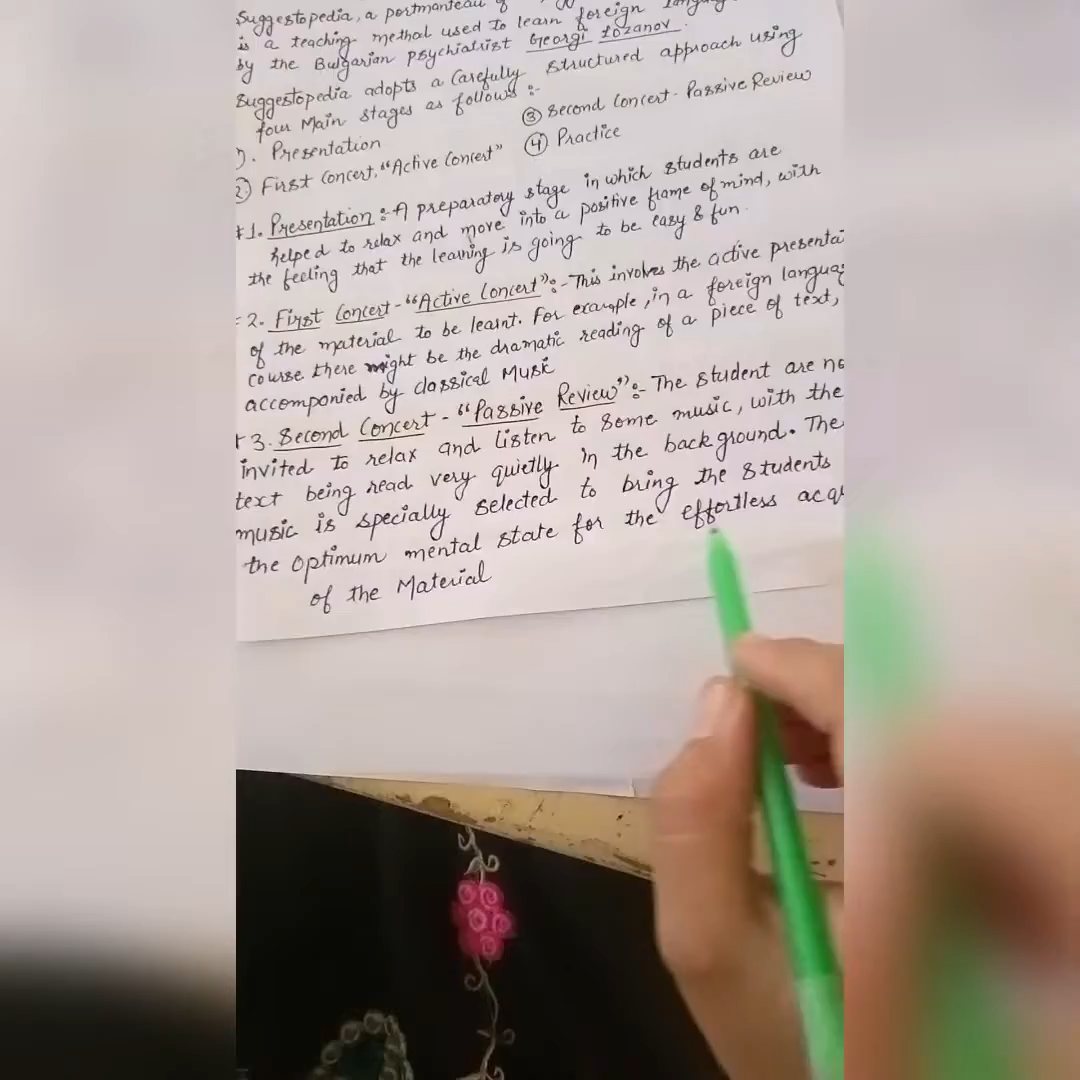 Suggestopedia, a portmanteau of
is a teaching method used to learn foreign
by the Bulgarian psychiatrist Georgi Lozanov.
Suggestopedia adopts a carefully structured approach using
four Main stages as follows :-
1). Presentation
③ Second Concert - Passive Review
② First Concert. "Active Concert"
④ Practice
1. Presentation :- A preparatory stage in which students are
helped to relax and move into a positive frame of mind, with
the feeling that the learning is going to be easy & fun.
2. First Concert - "Active Concert" :- This involves the active presenta
of the material to be learnt. For example, in a foreign langua
course there might be the dramatic reading of a piece of text,
accomponied by classical Music
3. Second Concert - "Passive Review" :- The student are no
invited to relax and listen to some music, with the
text being read very quietly in the background. The
music is specially selected to bring the students
the optimum mental state for the effortless acq
of the Material